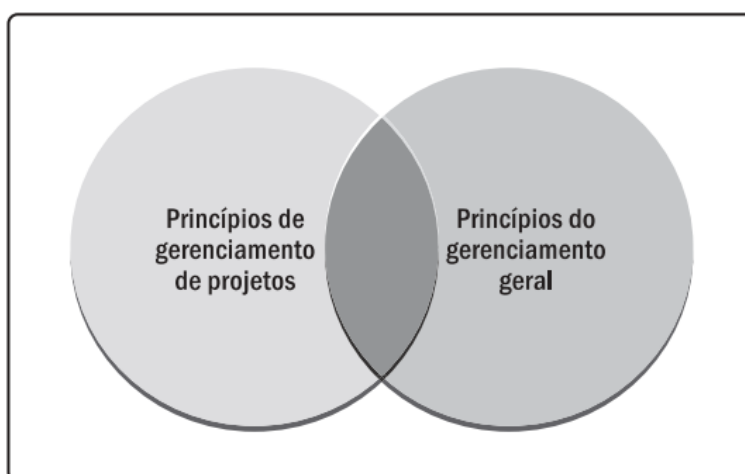 Princípios de
gerenciamento
de projetos
Princípios do
gerenciamento
geral